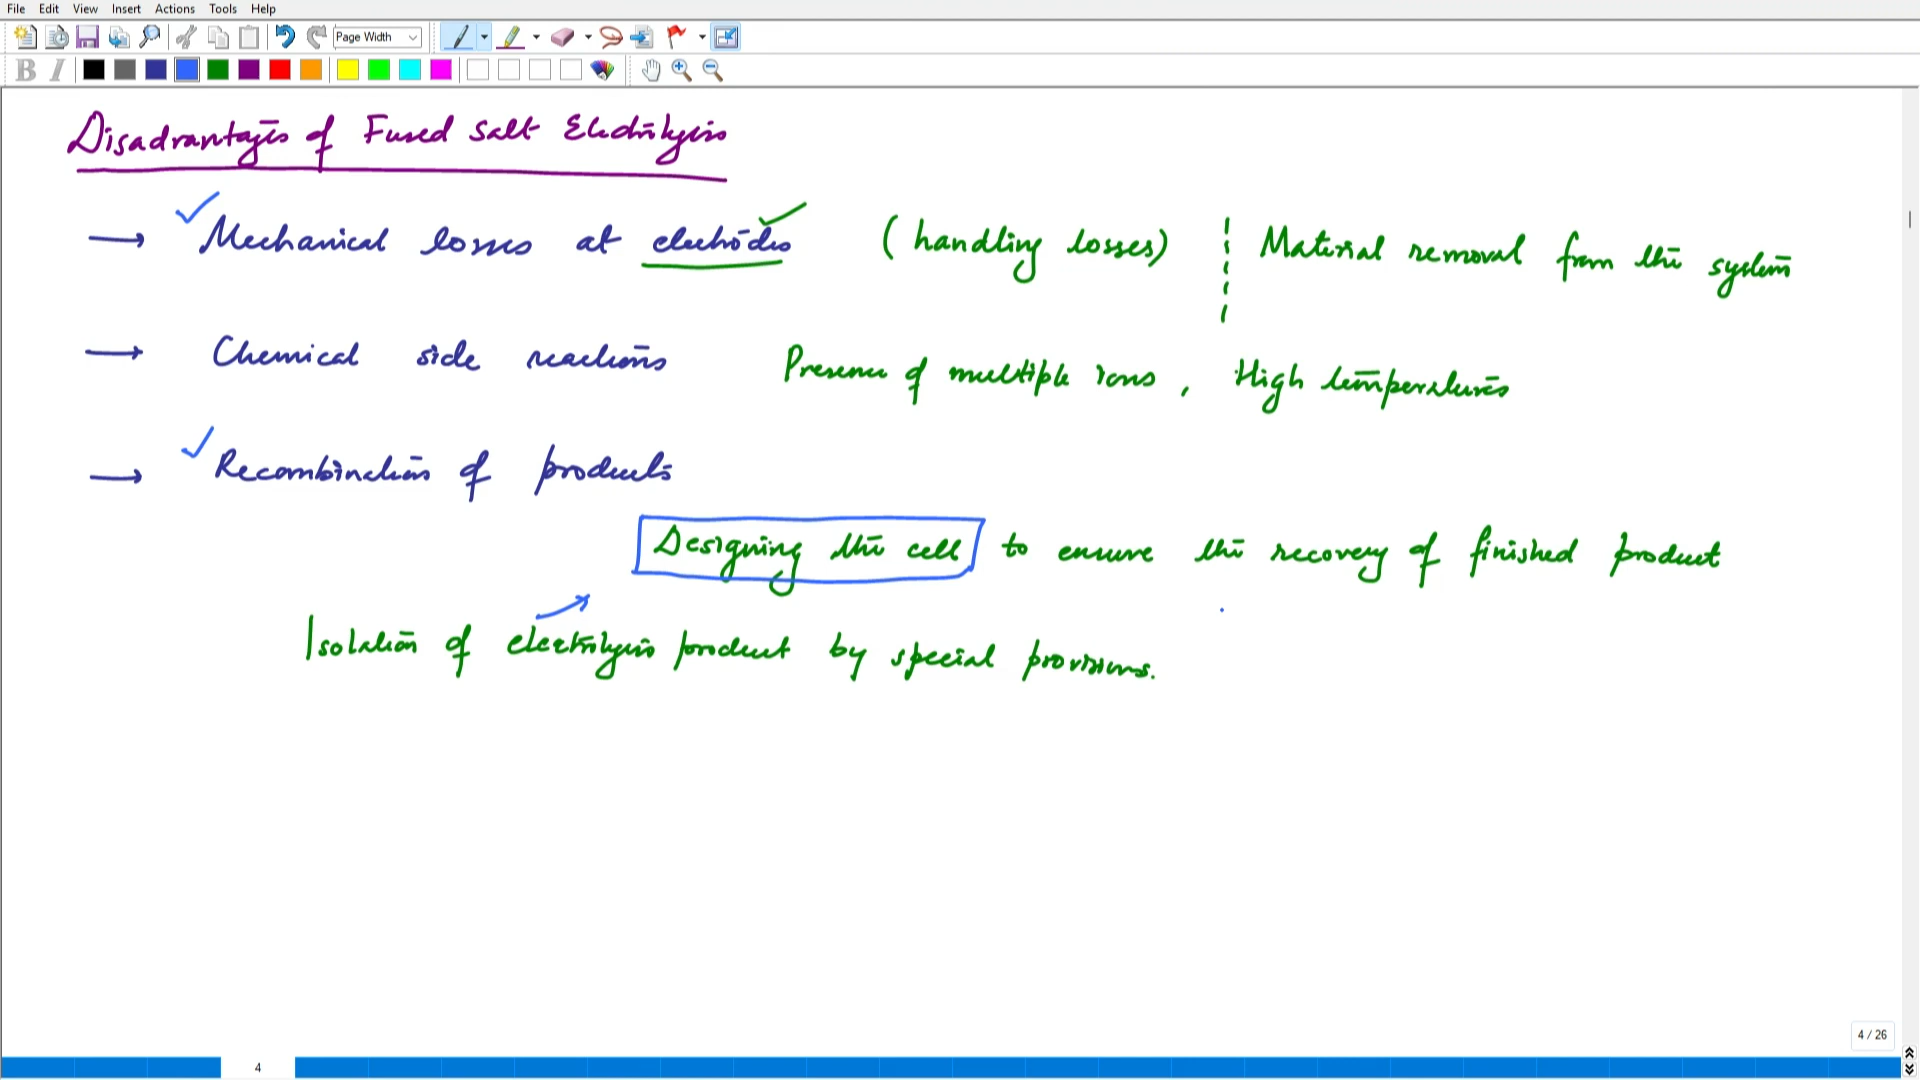 File Edit View Insert Actions Tools Help
Page Width
B I
Disadvantages of Fused Salt Electrolysis
→ Mechanical losses at electrodes (handling losses) Material removal from the system
→ Chemical side reactions Presence of multiple ions, High temperatures
→ Recombination of products
Designing the cell to ensure the recovery of finished product
Isolation of electrolysis product by special provisions.
4 / 26
4